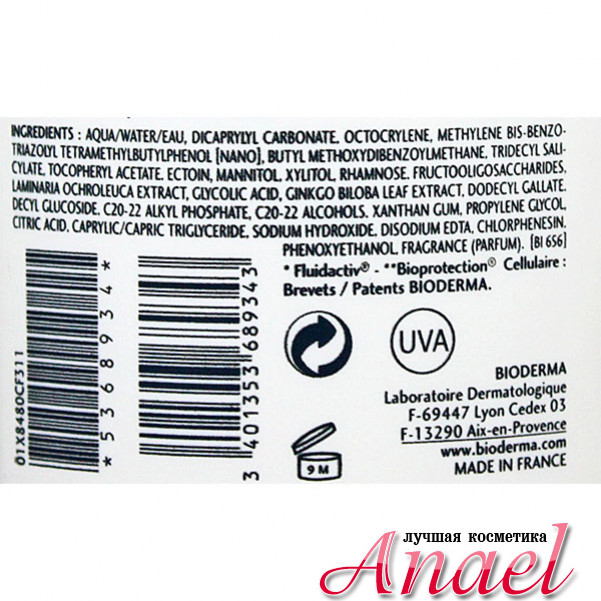 INGREDIENTS : AQUA/WATER/EAU, DICAPRYLYL CARBONATE. OCTOCRYLENE, METHYLENE BIS-BENZO-
TRIAZOLYL TETRAMETHYLBUTYLPHENOL [NANO], BUTYL METHOXYDIBENZOYLMETHANE, TRIDECYL SALI-
CYLATE, TOCOPHERYL ACETATE. ECTOIN, MANNITOL, XYLITOL, RHAMNOSE. FRUCTOOLIGOSACCHARIDES,
LAMINARIA OCHROLEUCA EXTRACT, GLYCOLIC ACID, GINKGO BILOBA LEAF EXTRACT, DODECYL GALLATE.
DECYL GLUCOSIDE. C20-22 ALKYL PHOSPHATE, C20-22 ALCOHOLS. XANTHAN GUM, PROPYLENE GLYCOL,
CITRIC ACID. CAPRYLIC/CAPRIC TRIGLYCERIDE, SODIUM HYDROXIDE, DISODIUM EDTA, CHLORPHENESIN,
PHENOXYETHANOL, FRAGRANCE (PARFUM). [BI 656]
* Fluidactiv® - **Bioprotection® Cellulaire :
Brevets / Patents BIODERMA.
01X8480CF311
*536893 4*
3 401353 689343
UVA
9 M
BIODERMA
Laboratoire Dermatologique
F-69447 Lyon Cedex 03
F-13290 Aix-en-Provence
www.bioderma.com
MADE IN FRANCE
лучшая косметика
Anael